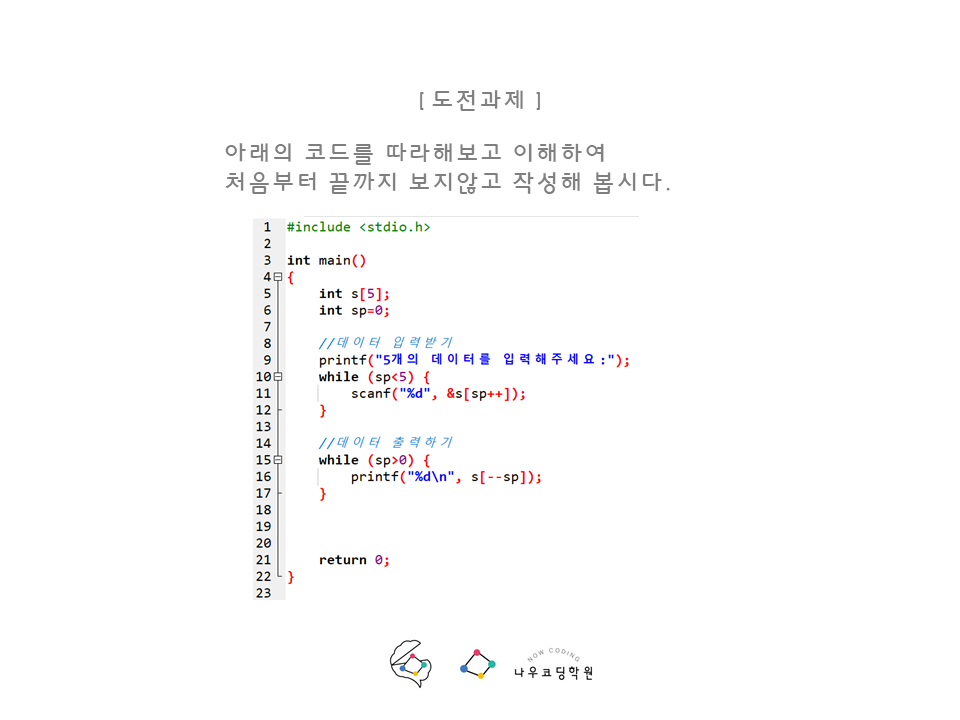 [ 도전과제 ]
아래의 코드를 따라해보고 이해하여
처음부터 끝까지 보지않고 작성해 봅시다.
1 #include <stdio.h>
2
3 int main()
4 {
5 int s[5];
6 int sp=0;
7
8 //데이터 입력받기
9 printf("5개의 데이터를 입력해주세요:");
10 while (sp<5) {
11 scanf("%d", &s[sp++]);
12 }
13
14 //데이터 출력하기
15 while (sp>0) {
16 printf("%d\n", s[--sp]);
17 }
18
19
20
21 return 0;
22 }
23
NOW CODING
나우코딩학원